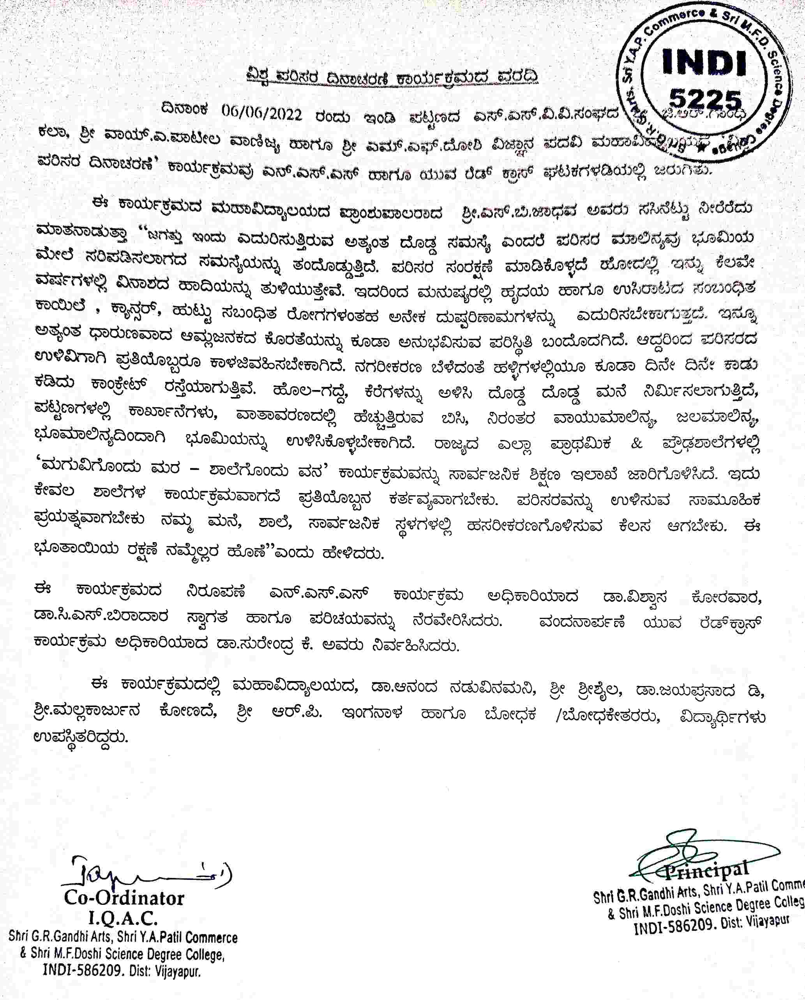 ವಿಶ್ವ ಪರಿಸರ ದಿನಾಚರಣೆ ಕಾರ್ಯಕ್ರಮದ ವರದಿ
Sri Y.A.P. Commerce & Sri M.F.D. Science Degree College
INDI
5225
ದಿನಾಂಕ 06/06/2022 ರಂದು ಇಂಡಿ ಪಟ್ಟಣದ ಎಸ್.ಎಸ್.ವಿ.ವಿ.ಸಂಘದ ಜಿ.ಆರ್.ಗಾಂಧಿ
ಕಲಾ, ಶ್ರೀ ವಾಯ್.ಎ.ಪಾಟೀಲ ವಾಣಿಜ್ಯ ಹಾಗೂ ಶ್ರೀ ಎಮ್.ಎಫ್.ದೋಶಿ ವಿಜ್ಞಾನ ಪದವಿ
ಪರಿಸರ ದಿನಾಚರಣೆ’ ಕಾರ್ಯಕ್ರಮವು ಎನ್.ಎಸ್.ಎಸ್ ಹಾಗೂ ಯುವ ರೆಡ್ ಕ್ರಾಸ್ ಘಟಕಗಳಡಿಯಲ್ಲಿ ಜರುಗಿತು.
ಈ ಕಾರ್ಯಕ್ರಮದ ಮಹಾವಿದ್ಯಾಲಯದ ಪ್ರಾಂಶುಪಾಲರಾದ ಶ್ರೀ.ಎಸ್.ಬಿ.ಜಾಧವ ಅವರು ಸಸಿನೆಟ್ಟು ನೀರೆರೆದು
ಮಾತನಾಡುತ್ತಾ “ಜಗತ್ತು ಇಂದು ಎದುರಿಸುತ್ತಿರುವ ಅತ್ಯಂತ ದೊಡ್ಡ ಸಮಸ್ಯೆ ಎಂದರೆ ಪರಿಸರ ಮಾಲಿನ್ಯವು ಭೂಮಿಯ
ಮೇಲೆ ಸರಿಪಡಿಸಲಾಗದ ಸಮಸ್ಯೆಯನ್ನು ತಂದೊಡ್ಡುತ್ತಿದೆ. ಪರಿಸರ ಸಂರಕ್ಷಣೆ ಮಾಡಿಕೊಳ್ಳದೆ ಹೋದಲ್ಲಿ ಇನ್ನು ಕೆಲವೇ
ವರ್ಷಗಳಲ್ಲಿ ವಿನಾಶದ ಹಾದಿಯನ್ನು ತುಳಿಯುತ್ತೇವೆ. ಇದರಿಂದ ಮನುಷ್ಯರಲ್ಲಿ ಹೃದಯ ಹಾಗೂ ಉಸಿರಾಟದ ಸಂಬಂಧಿತ
ಕಾಯಿಲೆ , ಕ್ಯಾನ್ಸರ್, ಹುಟ್ಟು ಸಬಂಧಿತ ರೋಗಗಳಂತಹ ಅನೇಕ ದುಷ್ಪರಿಣಾಮಗಳನ್ನು ಎದುರಿಸಬೇಕಾಗುತ್ತದೆ. ಇನ್ನೂ
ಅತ್ಯಂತ ಧಾರುಣವಾದ ಆಮ್ಲಜನಕದ ಕೊರತೆಯನ್ನು ಕೂಡಾ ಅನುಭವಿಸುವ ಪರಿಸ್ಥಿತಿ ಬಂದೊದಗಿದೆ. ಆದ್ದರಿಂದ ಪರಿಸರದ
ಉಳಿವಿಗಾಗಿ ಪ್ರತಿಯೊಬ್ಬರೂ ಕಾಳಜಿವಹಿಸಬೇಕಾಗಿದೆ. ನಗರೀಕರಣ ಬೆಳೆದಂತೆ ಹಳ್ಳಿಗಳಲ್ಲಿಯೂ ಕೂಡಾ ದಿನೇ ದಿನೇ ಕಾಡು
ಕಡಿದು ಕಾಂಕ್ರೇಟ್ ರಸ್ತೆಯಾಗುತ್ತಿವೆ. ಹೊಲ-ಗದ್ದೆ, ಕೆರೆಗಳನ್ನು ಅಳಿಸಿ ದೊಡ್ಡ ದೊಡ್ಡ ಮನೆ ನಿರ್ಮಿಸಲಾಗುತ್ತಿದೆ,
ಪಟ್ಟಣಗಳಲ್ಲಿ ಕಾರ್ಖಾನೆಗಳು, ವಾತಾವರಣದಲ್ಲಿ ಹೆಚ್ಚುತ್ತಿರುವ ಬಿಸಿ, ನಿರಂತರ ವಾಯುಮಾಲಿನ್ಯ, ಜಲಮಾಲಿನ್ಯ,
ಭೂಮಾಲಿನ್ಯದಿಂದಾಗಿ ಭೂಮಿಯನ್ನು ಉಳಿಸಿಕೊಳ್ಳಬೇಕಾಗಿದೆ. ರಾಜ್ಯದ ಎಲ್ಲಾ ಪ್ರಾಥಮಿಕ & ಪ್ರೌಢಶಾಲೆಗಳಲ್ಲಿ
‘ಮಗುವಿಗೊಂದು ಮರ – ಶಾಲೆಗೊಂದು ವನ’ ಕಾರ್ಯಕ್ರಮವನ್ನು ಸಾರ್ವಜನಿಕ ಶಿಕ್ಷಣ ಇಲಾಖೆ ಜಾರಿಗೊಳಿಸಿದೆ. ಇದು
ಕೇವಲ ಶಾಲೆಗಳ ಕಾರ್ಯಕ್ರಮವಾಗದೆ ಪ್ರತಿಯೊಬ್ಬನ ಕರ್ತವ್ಯವಾಗಬೇಕು. ಪರಿಸರವನ್ನು ಉಳಿಸುವ ಸಾಮೂಹಿಕ
ಪ್ರಯತ್ನವಾಗಬೇಕು ನಮ್ಮ ಮನೆ, ಶಾಲೆ, ಸಾರ್ವಜನಿಕ ಸ್ಥಳಗಳಲ್ಲಿ ಹಸರೀಕರಣಗೊಳಿಸುವ ಕೆಲಸ ಆಗಬೇಕು. ಈ
ಭೂತಾಯಿಯ ರಕ್ಷಣೆ ನಮ್ಮೆಲ್ಲರ ಹೊಣೆ”ಎಂದು ಹೇಳಿದರು.
ಈ ಕಾರ್ಯಕ್ರಮದ ನಿರೂಪಣೆ ಎನ್.ಎಸ್.ಎಸ್ ಕಾರ್ಯಕ್ರಮ ಅಧಿಕಾರಿಯಾದ ಡಾ.ವಿಶ್ವಾಸ ಕೋರವಾರ,
ಡಾ.ಸಿ.ಎಸ್.ಬಿರಾದಾರ ಸ್ವಾಗತ ಹಾಗೂ ಪರಿಚಯವನ್ನು ನೆರವೇರಿಸಿದರು. ವಂದನಾರ್ಪಣೆ ಯುವ ರೆಡ್‌ಕ್ರಾಸ್
ಕಾರ್ಯಕ್ರಮ ಅಧಿಕಾರಿಯಾದ ಡಾ.ಸುರೇಂದ್ರ ಕೆ. ಅವರು ನಿರ್ವಹಿಸಿದರು.
ಈ ಕಾರ್ಯಕ್ರಮದಲ್ಲಿ ಮಹಾವಿದ್ಯಾಲಯದ, ಡಾ.ಆನಂದ ನಡುವಿನಮನಿ, ಶ್ರೀ ಶ್ರೀಶೈಲ, ಡಾ.ಜಯಪ್ರಸಾದ ಡಿ,
ಶ್ರೀ.ಮಲ್ಲಕಾರ್ಜುನ ಕೋಣದೆ, ಶ್ರೀ ಆರ್.ಪಿ. ಇಂಗನಾಳ ಹಾಗೂ ಬೋಧಕ /ಬೋಧಕೇತರರು, ವಿದ್ಯಾರ್ಥಿಗಳು
ಉಪಸ್ಥಿತರಿದ್ದರು.
Co-Ordinator
I.Q.A.C.
Shri G.R.Gandhi Arts, Shri Y.A.Patil Commerce
& Shri M.F.Doshi Science Degree College,
INDI-586209. Dist: Vijayapur.
Principal
Shri G.R.Gandhi Arts, Shri Y.A.Patil Comme
& Shri M.F.Doshi Science Degree Colleg
INDI-586209. Dist: Vijayapur